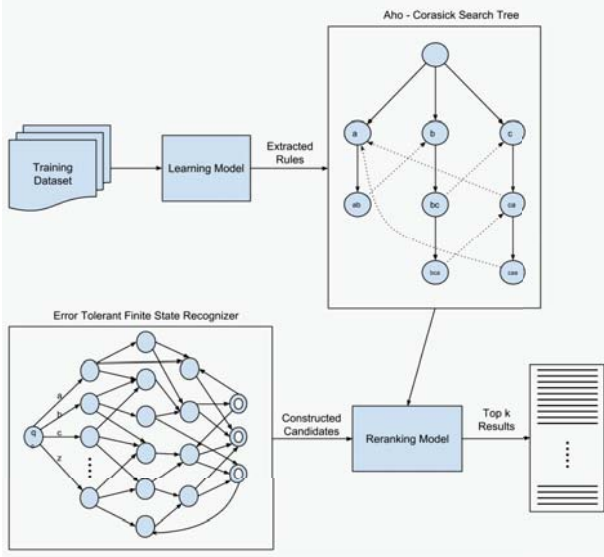 Aho - Corasick Search Tree
a
b
c
Training
Dataset
Learning Model
Extracted
Rules
ab
bc
ca
bca
caa
Error Tolerant Finite State Recognizer
a
b
c
z
q
Constructed
Candidates
Reranking Model
Top k
Results